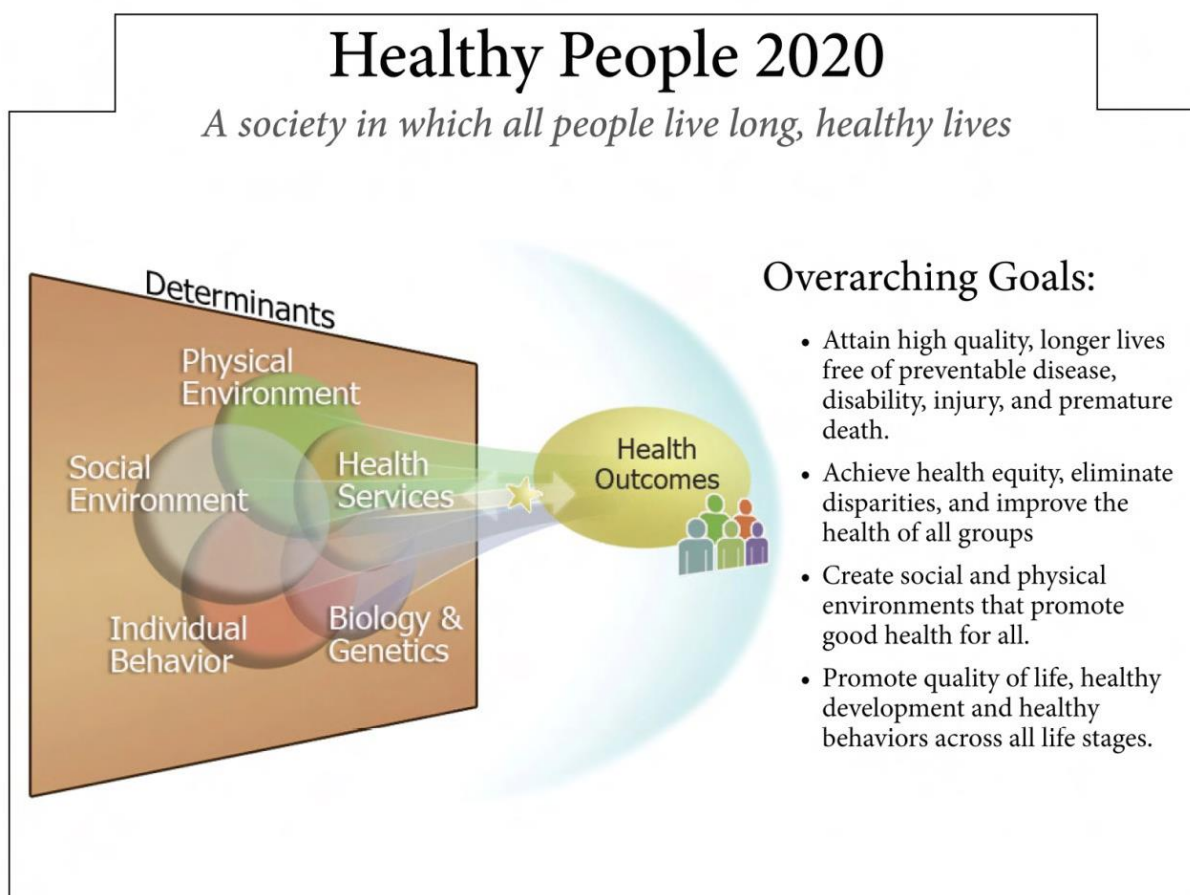 Healthy People 2020
A society in which all people live long, healthy lives
Determinants
Physical
Environment
Social
Environment
Health
Services
Individual
Behavior
Biology &
Genetics
Health
Outcomes
Overarching Goals:
• Attain high quality, longer lives
free of preventable disease,
disability, injury, and premature
death.
• Achieve health equity, eliminate
disparities, and improve the
health of all groups
• Create social and physical
environments that promote
good health for all.
• Promote quality of life, healthy
development and healthy
behaviors across all life stages.